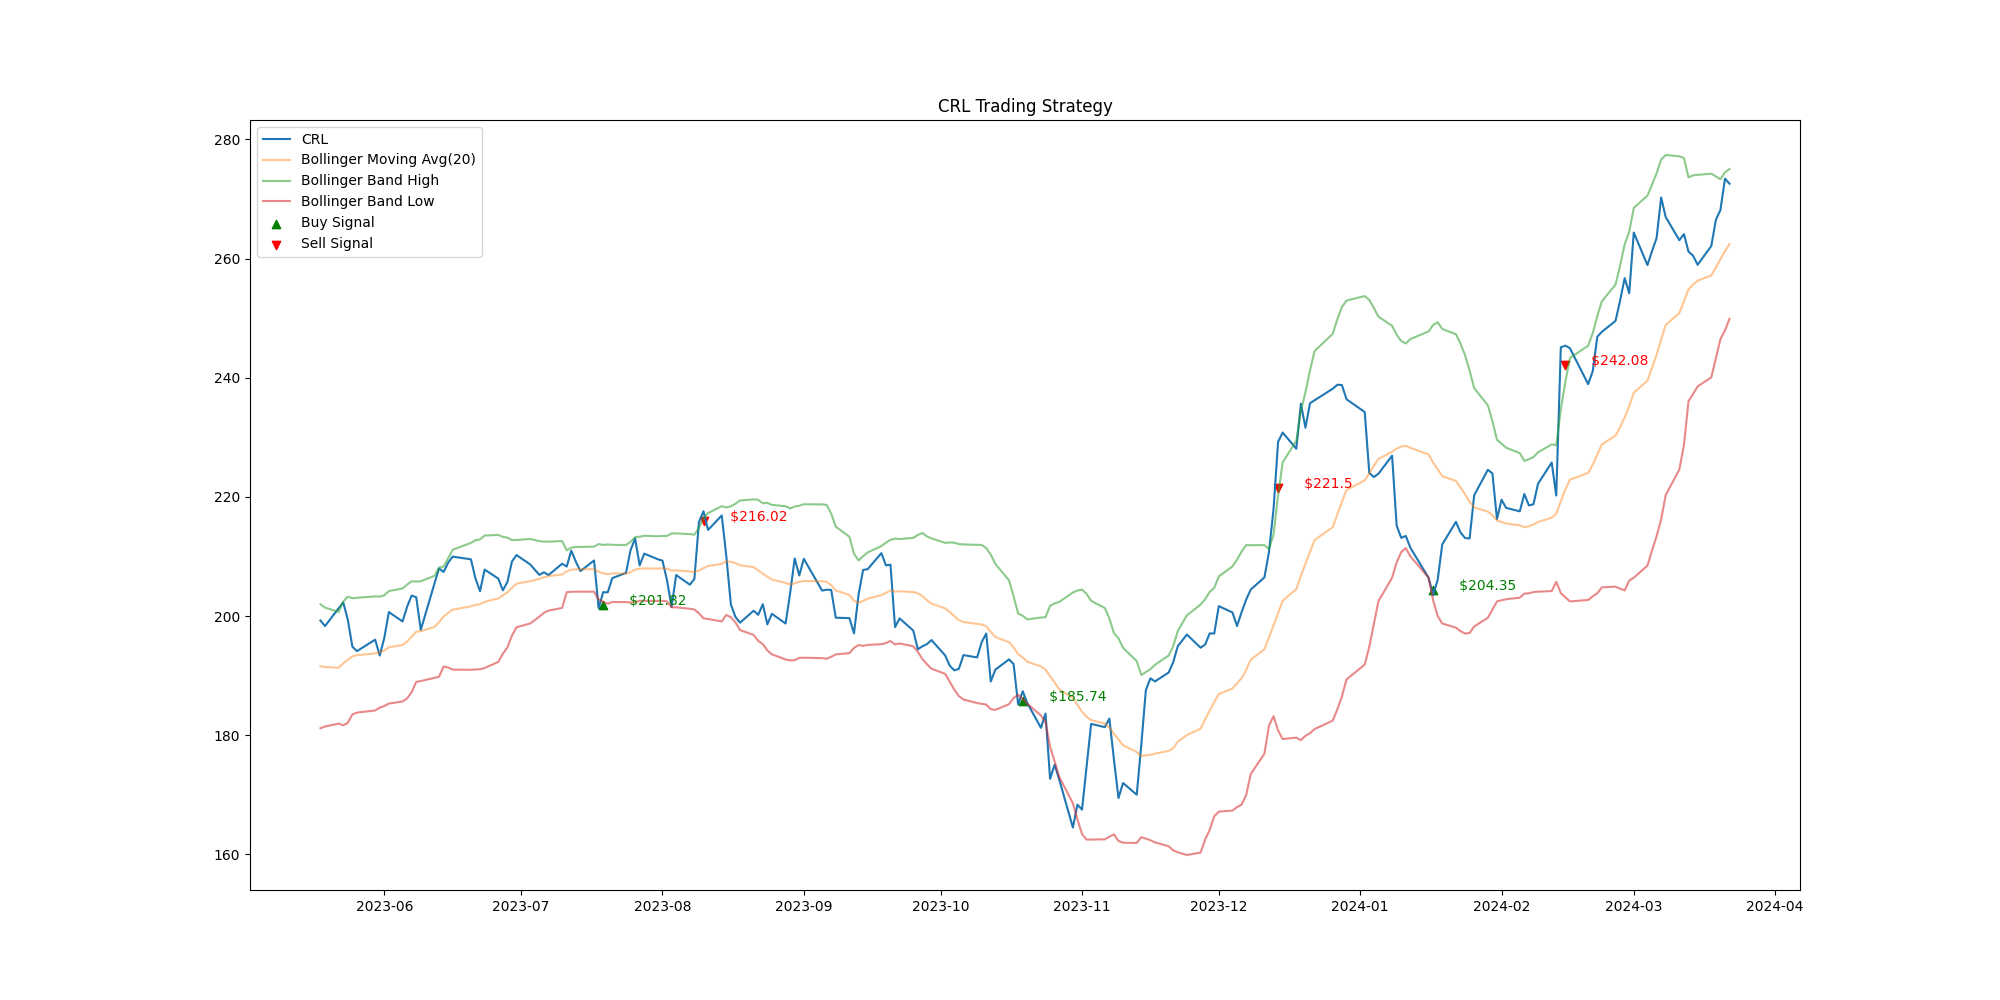 CRL Trading Strategy
CRL
Bollinger Moving Avg(20)
Bollinger Band High
Bollinger Band Low
Buy Signal
Sell Signal
280
260
240
220
200
180
160
$242.08
$221.5
$216.02
$201.82
$204.35
$185.74
2023-06 2023-07 2023-08 2023-09 2023-10 2023-11 2023-12 2024-01 2024-02 2024-03 2024-04